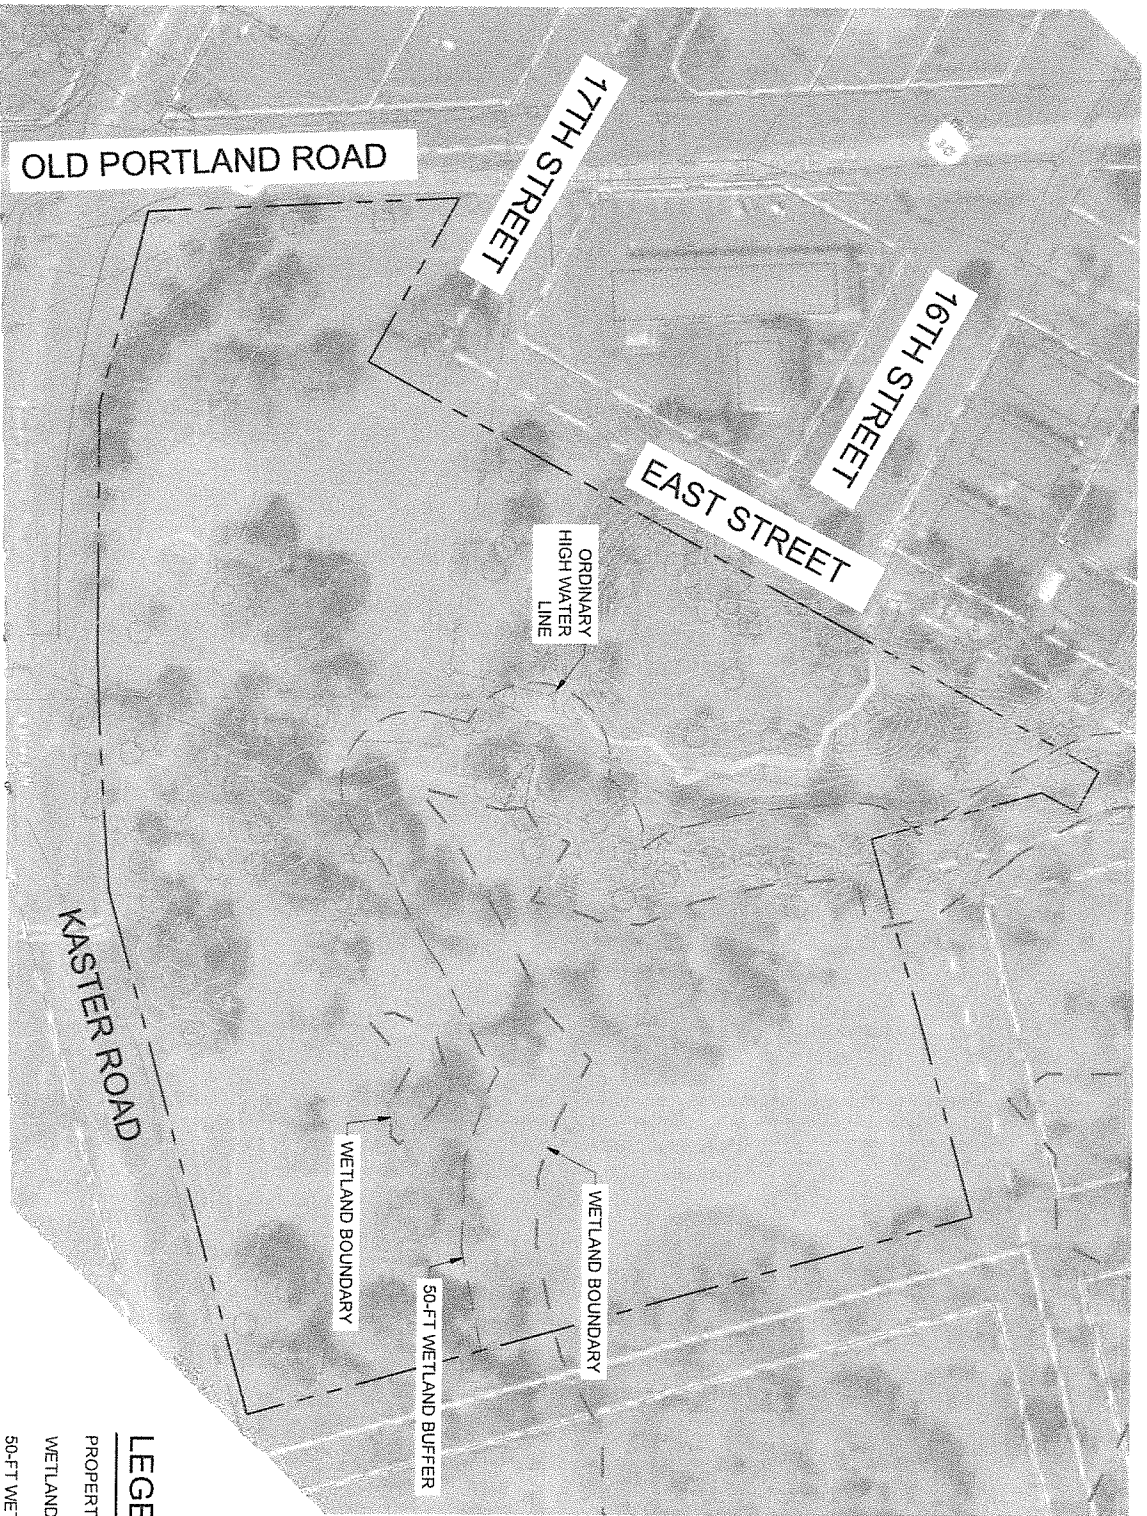 OLD PORTLAND ROAD
17TH STREET
16TH STREET
EAST STREET
ORDINARY
HIGH WATER
LINE
KASTER ROAD
WETLAND BOUNDARY
WETLAND BOUNDARY
50-FT WETLAND BUFFER
LEGE
PROPERT
WETLAND
50-FT WET